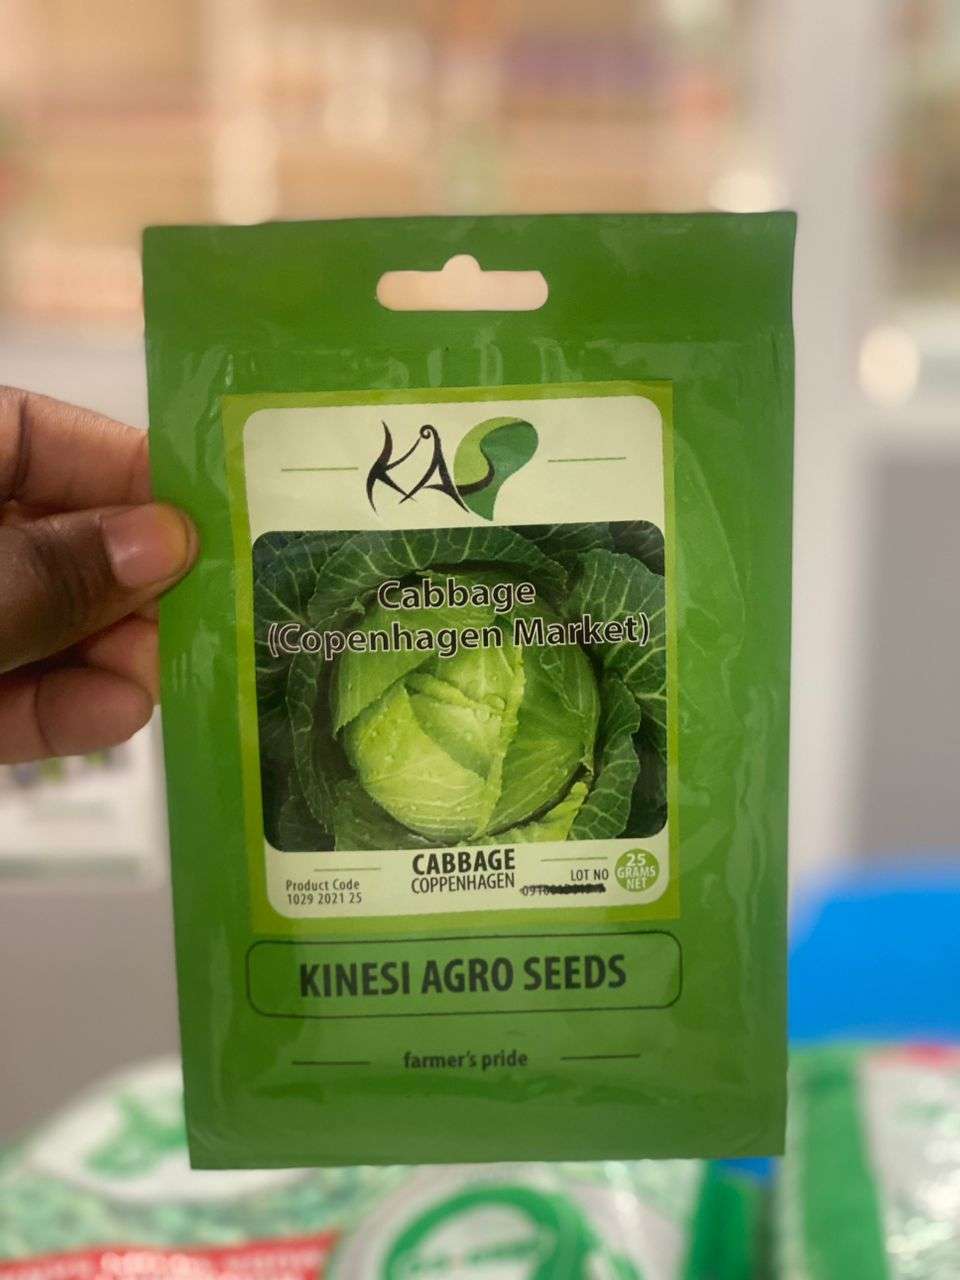 KAS
Cabbage
(Copenhagen Market)
CABBAGE
COPPENHAGEN
Product Code
1029 2021 25
LOT NO
25
GRAMS
NET
KINESI AGRO SEEDS
farmer's pride